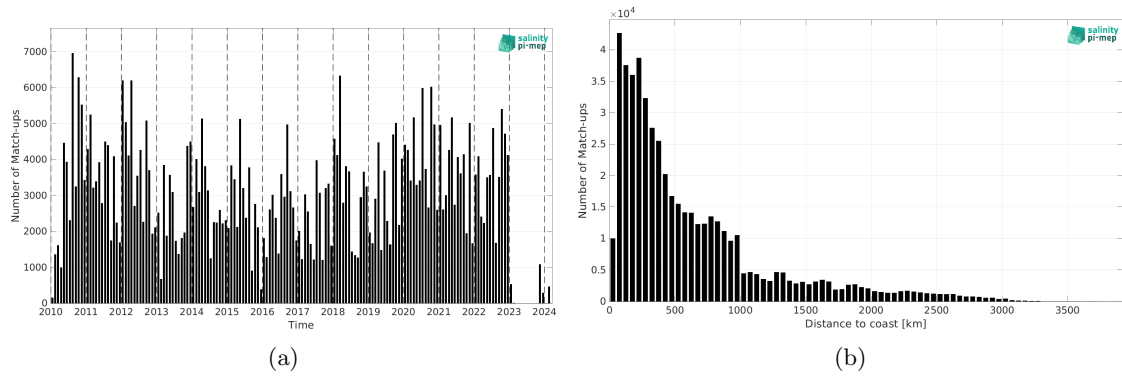 salinity
pi-mep
Number of Match-ups
7000
6000
5000
4000
3000
2000
1000
0
2010 2011 2012 2013 2014 2015 2016 2017 2018 2019 2020 2021 2022 2023 2024
Time
(a)
×10⁴
salinity
pi-mep
Number of Match-ups
4.5
4
3.5
3
2.5
2
1.5
1
0.5
0
0 500 1000 1500 2000 2500 3000 3500
Distance to coast [km]
(b)